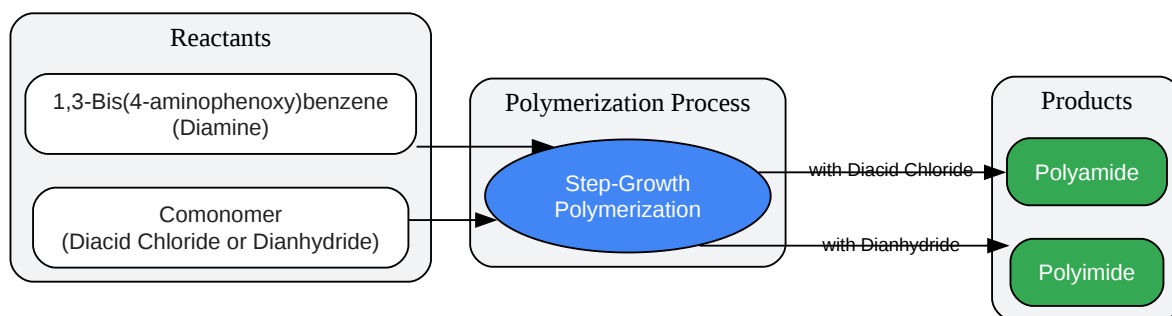 Reactants
1,3-Bis(4-aminophenoxy)benzene
(Diamine)
Comonomer
(Diacid Chloride or Dianhydride)
Polymerization Process
Step-Growth
Polymerization
with Diacid Chloride
with Dianhydride
Products
Polyamide
Polyimide